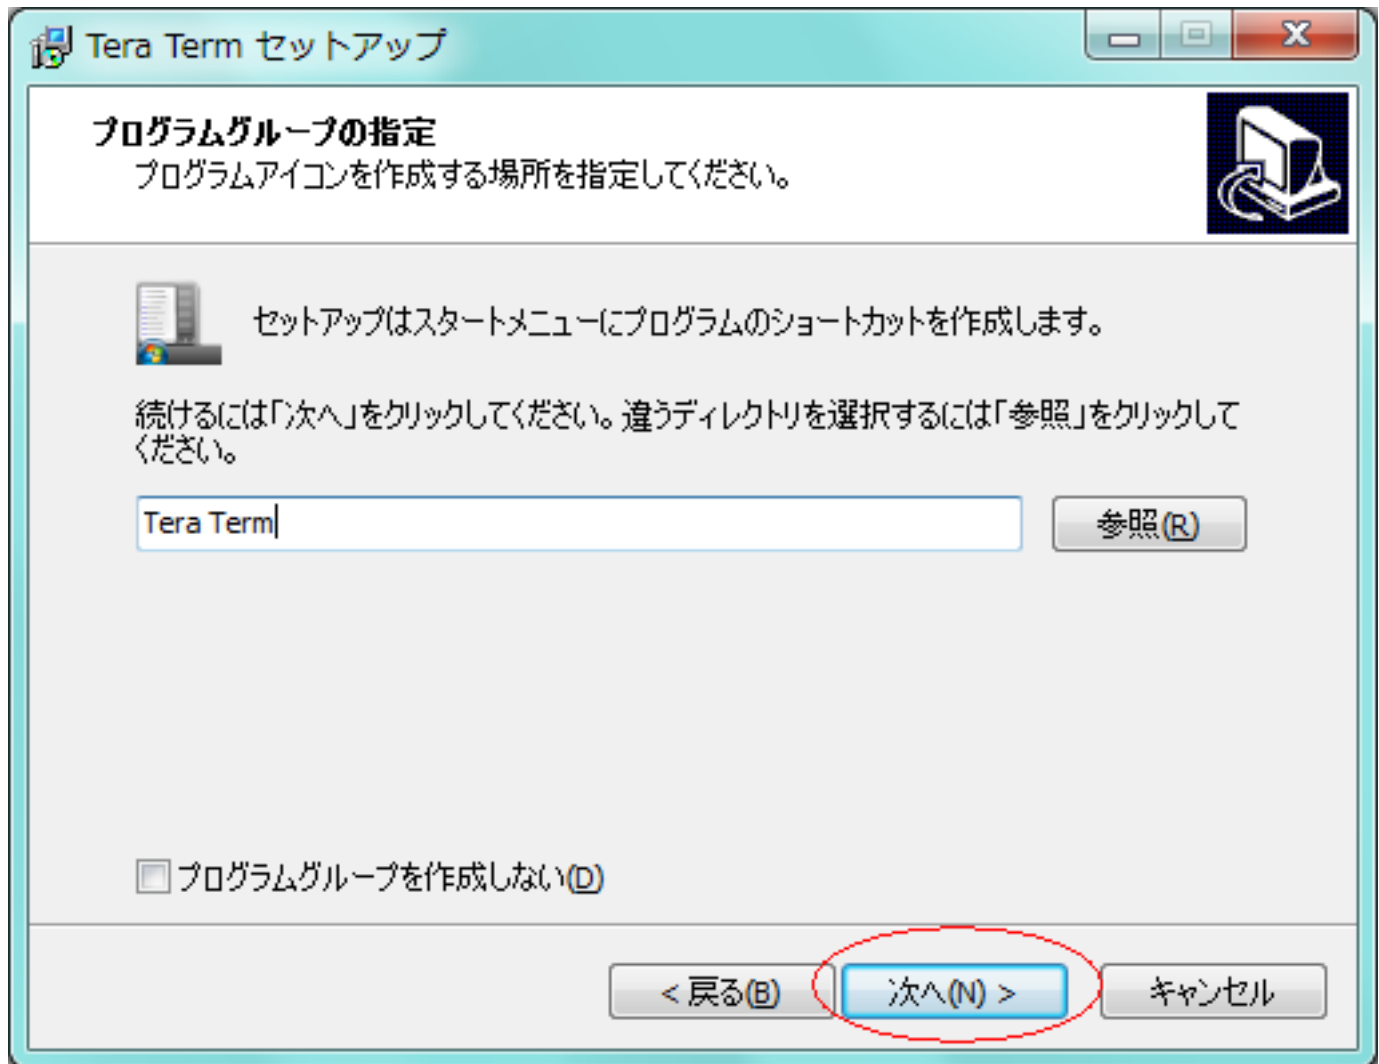 Tera Term セットアップ
プログラムグループの指定
プログラムアイコンを作成する場所を指定してください。
セットアップはスタートメニューにプログラムのショートカットを作成します。
続けるには「次へ」をクリックしてください。違うディレクトリを選択するには「参照」をクリックして
ください。
Tera Term
参照(R)
プログラムグループを作成しない(D)
< 戻る(B)
次へ(N) >
キャンセル